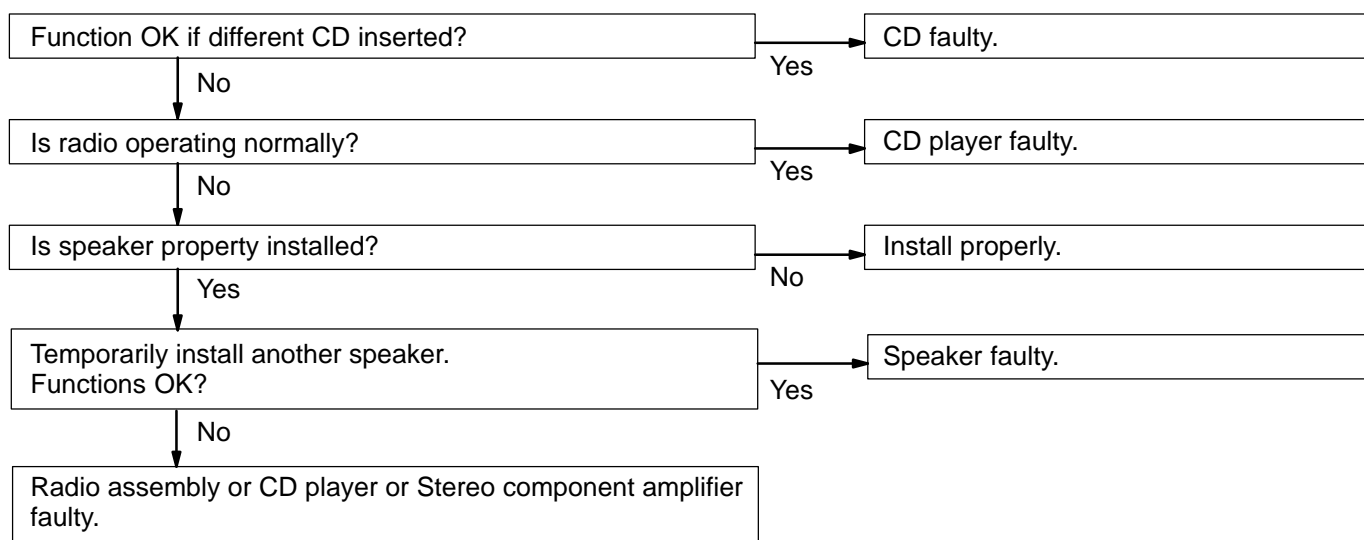 Function OK if different CD inserted?
Yes
CD faulty.
No
Is radio operating normally?
Yes
CD player faulty.
No
Is speaker property installed?
No
Install properly.
Yes
Temporarily install another speaker.
Functions OK?
Yes
Speaker faulty.
No
Radio assembly or CD player or Stereo component amplifier
faulty.